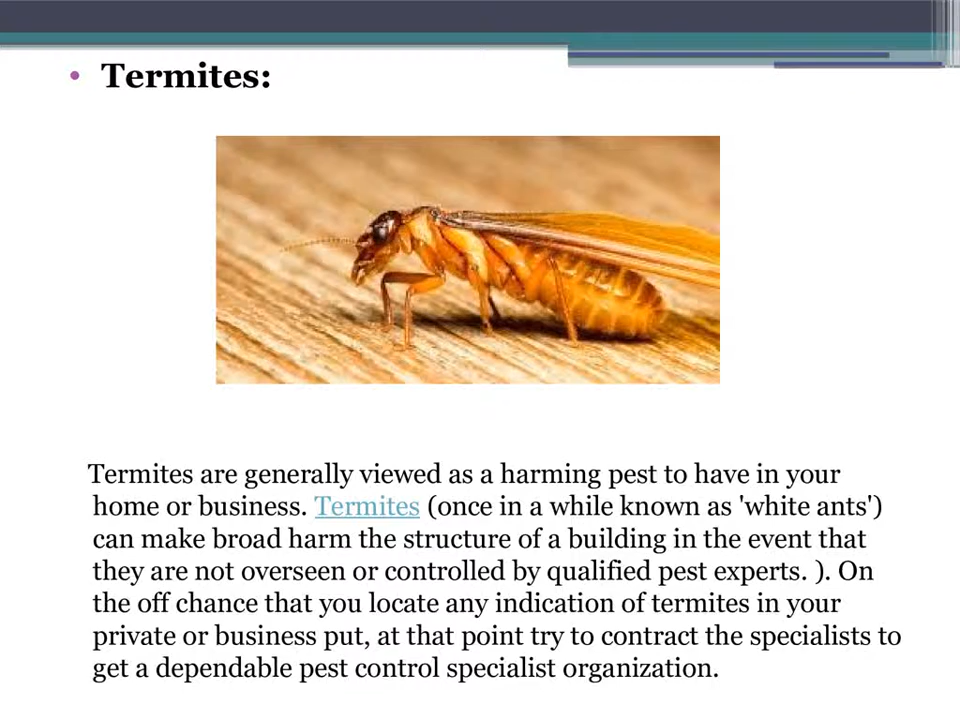 • Termites:
Termites are generally viewed as a harming pest to have in your
home or business. Termites (once in a while known as 'white ants')
can make broad harm the structure of a building in the event that
they are not overseen or controlled by qualified pest experts. ). On
the off chance that you locate any indication of termites in your
private or business put, at that point try to contract the specialists to
get a dependable pest control specialist organization.